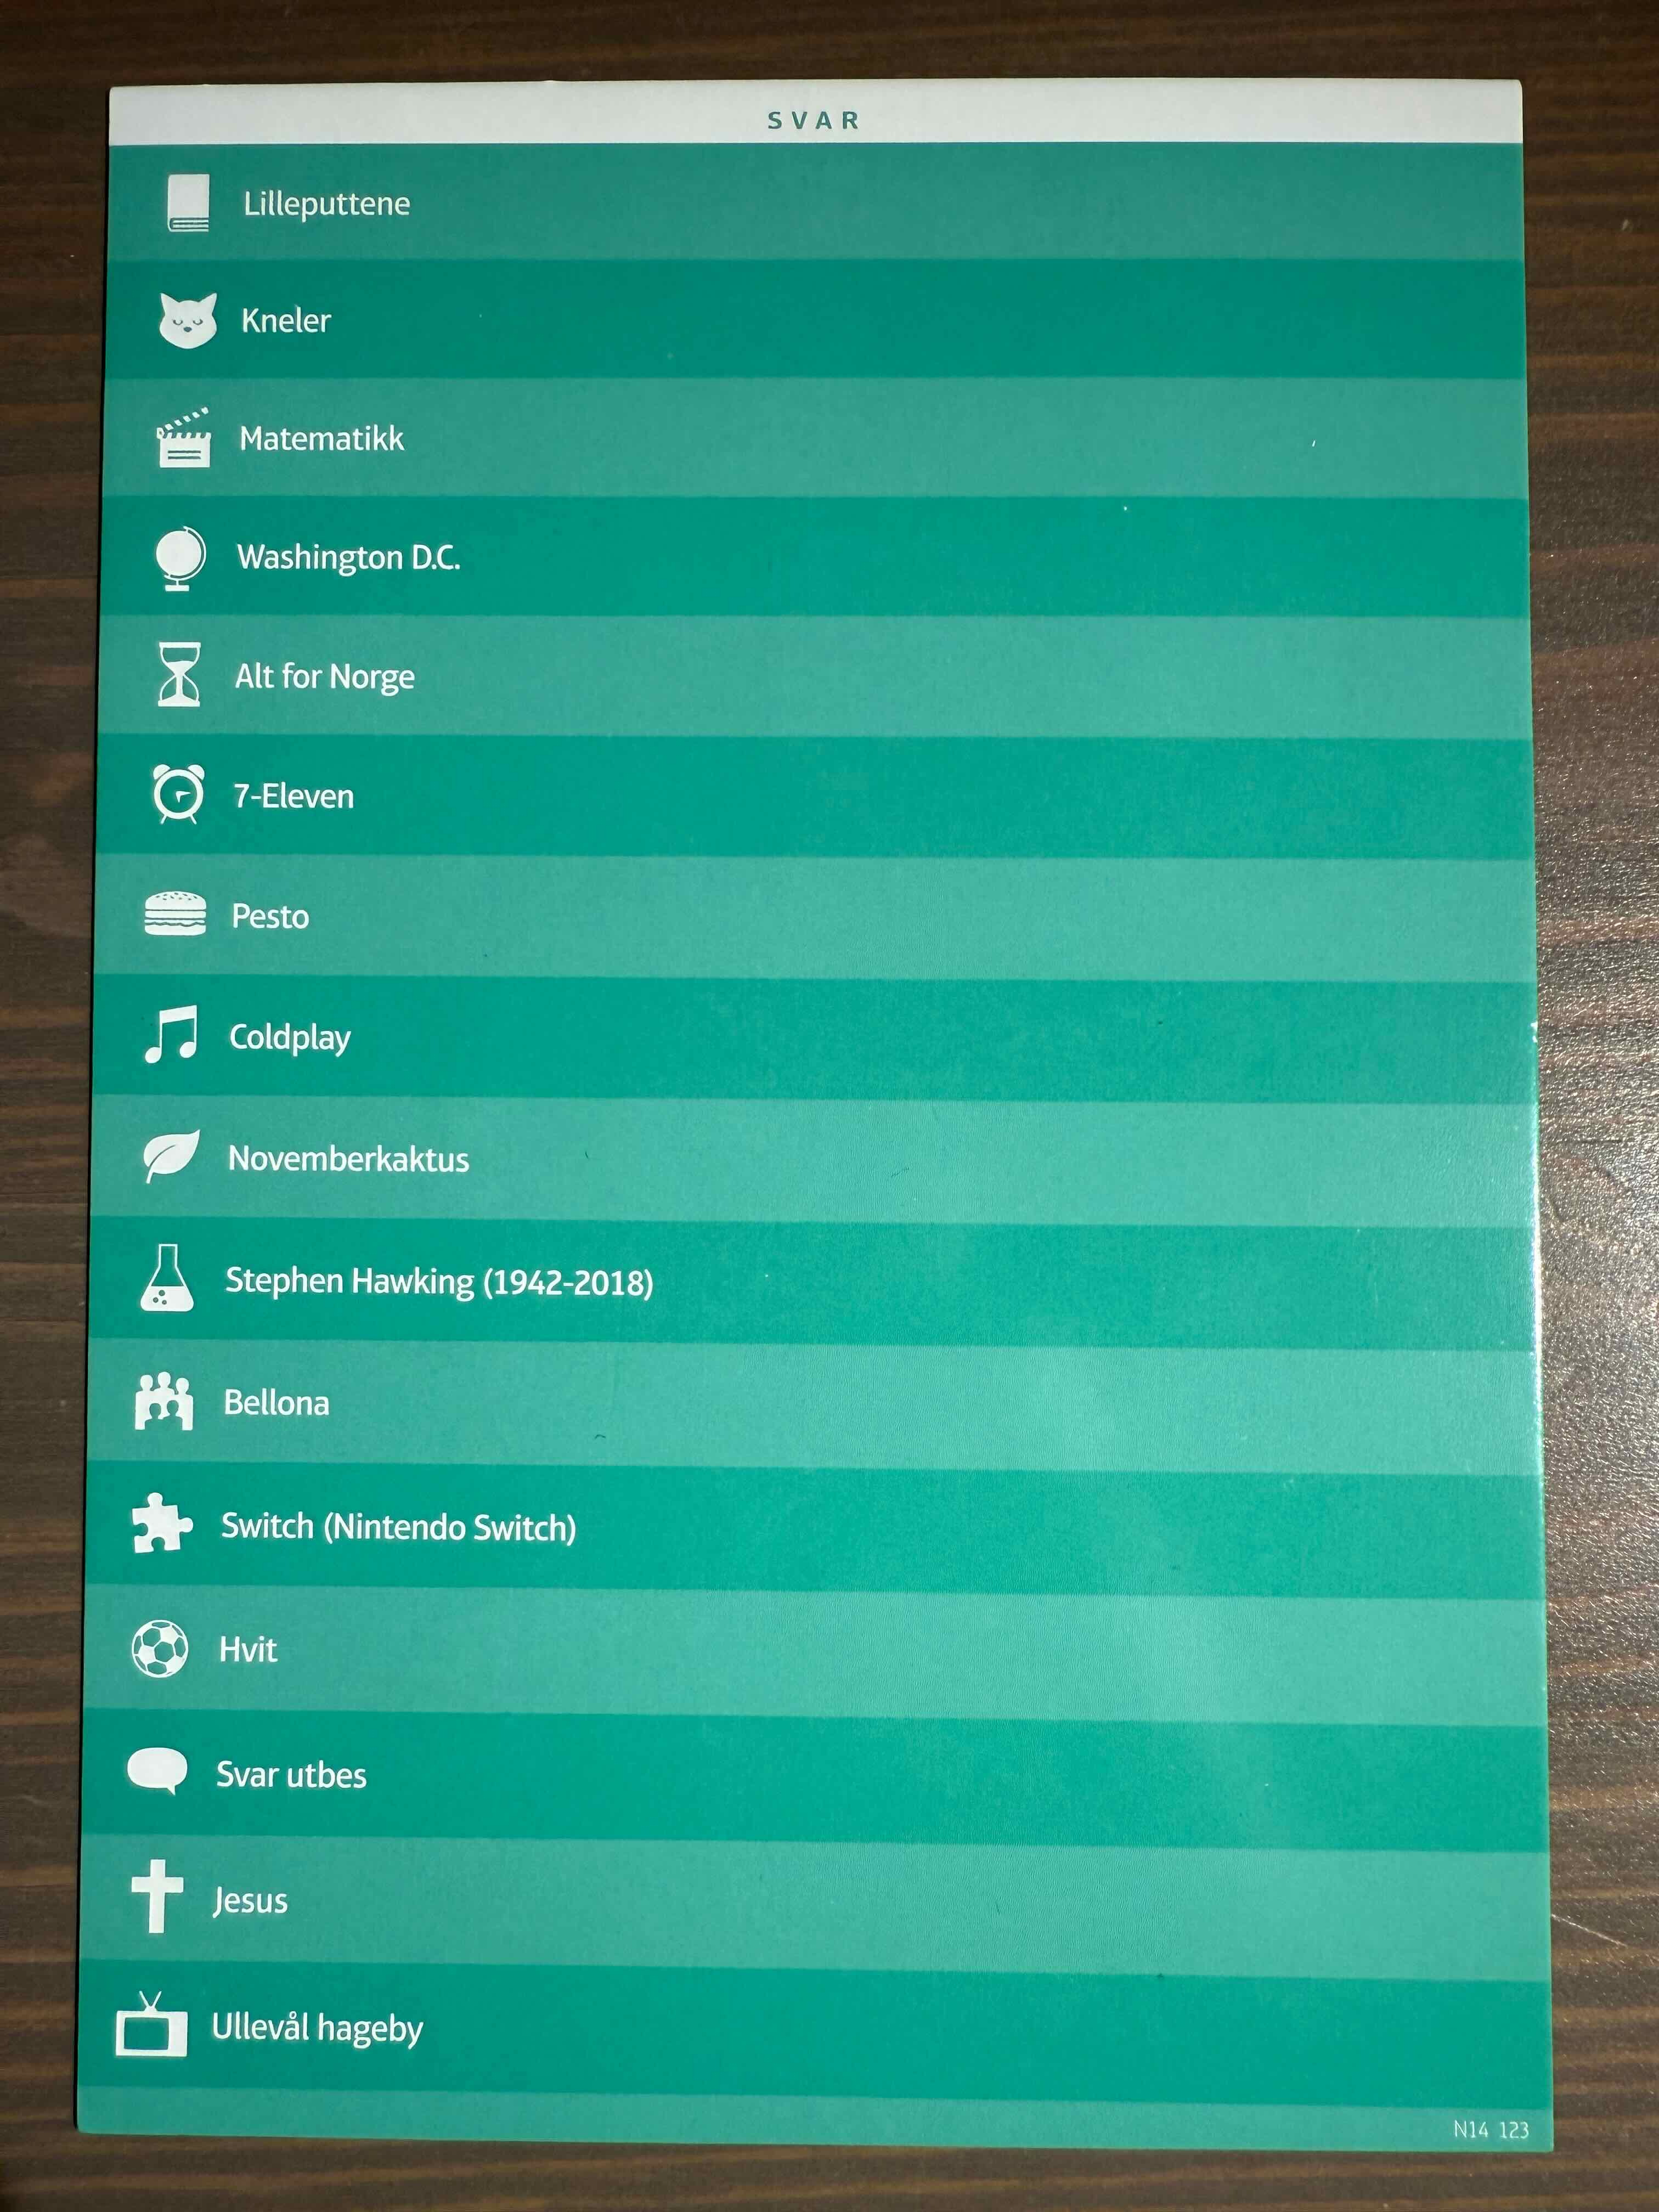 SVAR
Lilleputtene
Kneler
Matematikk
Washington D.C.
Alt for Norge
7-Eleven
Pesto
Coldplay
Novemberkaktus
Stephen Hawking (1942-2018)
Bellona
Switch (Nintendo Switch)
Hvit
Svar utbes
Jesus
Ullevål hageby
N14 123